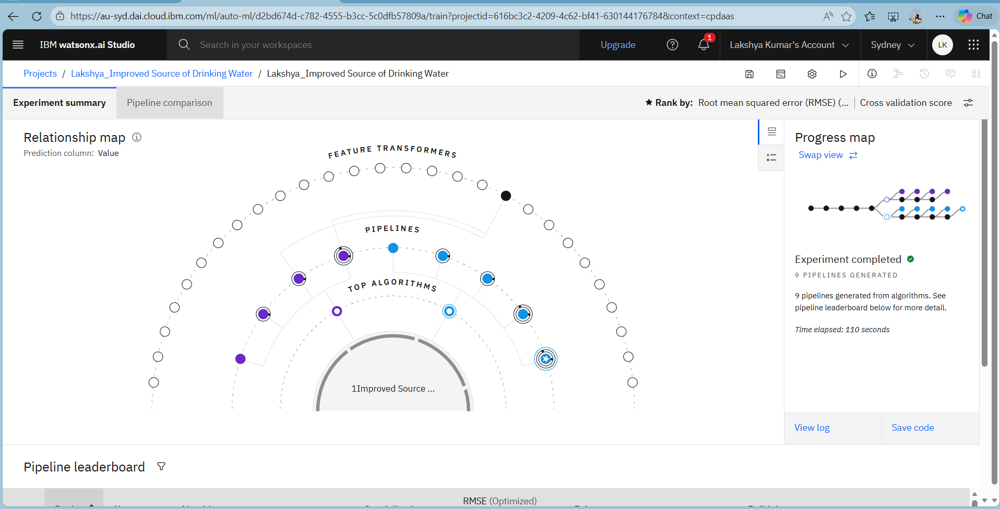 https://au-syd.dai.cloud.ibm.com/ml/auto-ml/d2bd674d-c782-4555-b3cc-5c0dfb57809a/train?projectid=616bc3c2-4209-4c62-bf41-630144176784&context=cpdaas
Chat
IBM watsonx.ai Studio
Search in your workspaces
Upgrade
1
Lakshya Kumar's Account
Sydney
LK
Projects / Lakshya_Improved Source of Drinking Water / Lakshya_Improved Source of Drinking Water
Experiment summary
Pipeline comparison
Rank by: Root mean squared error (RMSE) (...
Cross validation score
Relationship map
Prediction column: Value
FEATURE TRANSFORMERS
PIPELINES
TOP ALGORITHMS
1Improved Source ...
Progress map
Swap view
Experiment completed
9 PIPELINES GENERATED
9 pipelines generated from algorithms. See
pipeline leaderboard below for more detail.
Time elapsed: 110 seconds
View log
Save code
Pipeline leaderboard
RMSE (Optimized)